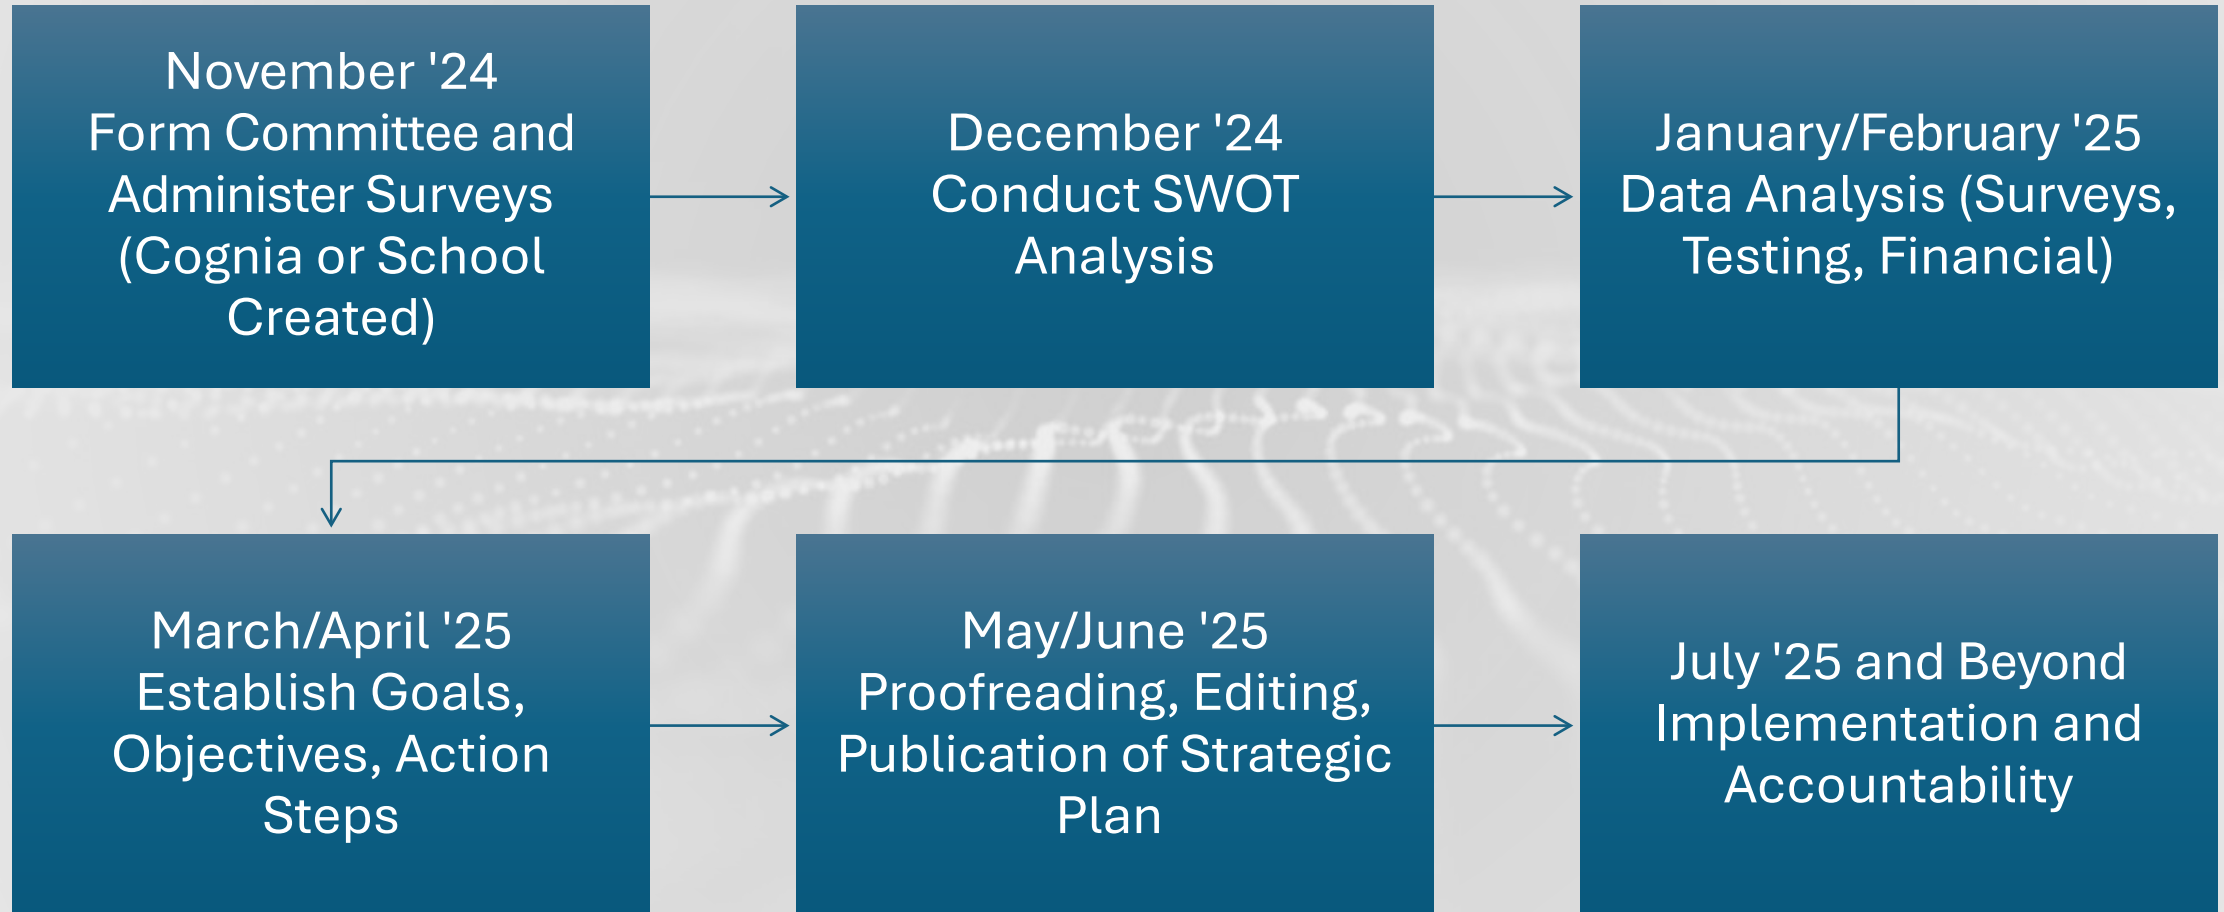 November '24
Form Committee and
Administer Surveys
(Cognia or School
Created)
December '24
Conduct SWOT
Analysis
January/February '25
Data Analysis (Surveys,
Testing, Financial)
March/April '25
Establish Goals,
Objectives, Action
Steps
May/June '25
Proofreading, Editing,
Publication of Strategic
Plan
July '25 and Beyond
Implementation and
Accountability